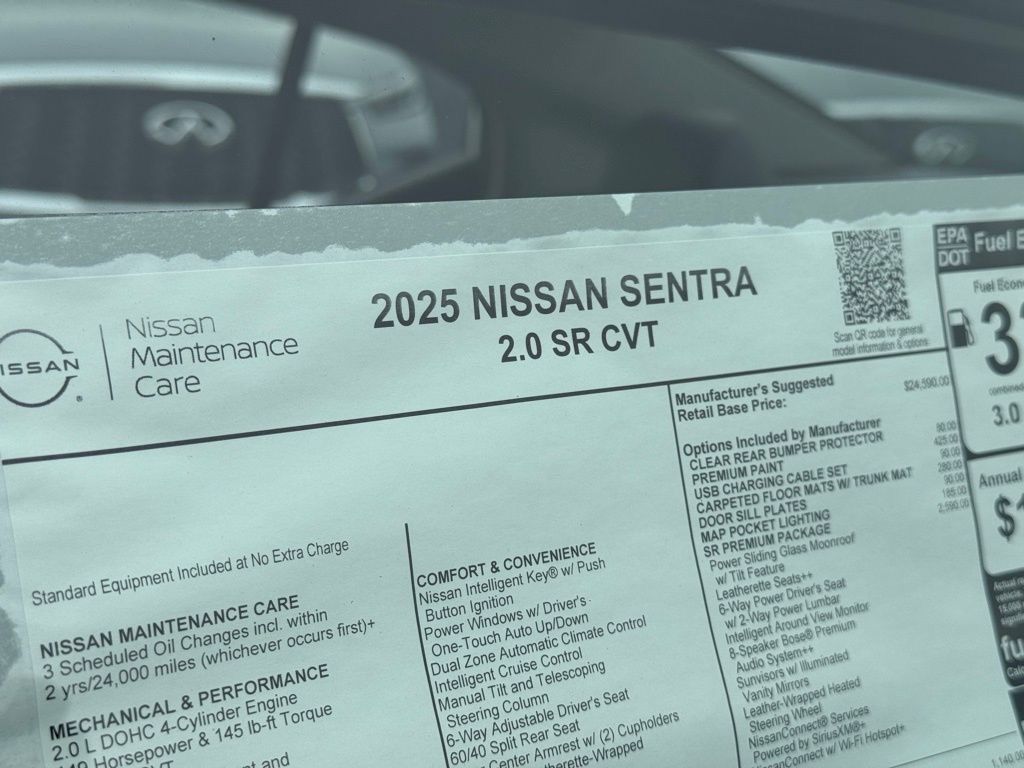 NISSAN
Nissan
Maintenance
Care
2025 NISSAN SENTRA
2.0 SR CVT
Scan QR code for general
model information & options
EPA
DOT
Fuel
Fuel
combined
3.0
Annual
$
Manufacturer's Suggested
Retail Base Price: $24,590.00
Options Included by Manufacturer
CLEAR REAR BUMPER PROTECTOR 80.00
PREMIUM PAINT 425.00
USB CHARGING CABLE SET 90.00
CARPETED FLOOR MATS W/ TRUNK MAT 280.00
DOOR SILL PLATES 90.00
MAP POCKET LIGHTING 185.00
SR PREMIUM PACKAGE 2,590.00
Power Sliding Glass Moonroof
w/ Tilt Feature
Leatherette Seats++
6-Way Power Driver's Seat
w/ 2-Way Power Lumbar
Intelligent Around View Monitor
8-Speaker Bose® Premium
Audio System++
Sunvisors w/ Illuminated
Vanity Mirrors
Leather-Wrapped Heated
Steering Wheel
NissanConnect® Services
Powered by SiriusXM®+
NissanConnect w/ Wi-Fi Hotspot+
Standard Equipment Included at No Extra Charge
NISSAN MAINTENANCE CARE
3 Scheduled Oil Changes incl. within
2 yrs/24,000 miles (whichever occurs first)+
MECHANICAL & PERFORMANCE
2.0 L DOHC 4-Cylinder Engine
Horsepower & 145 lb-ft Torque
and
COMFORT & CONVENIENCE
Nissan Intelligent Key® w/ Push
Button Ignition
Power Windows w/ Driver's
One-Touch Auto Up/Down
Dual Zone Automatic Climate Control
Intelligent Cruise Control
Manual Tilt and Telescoping
Steering Column
6-Way Adjustable Driver's Seat
60/40 Split Rear Seat
Center Armrest w/ (2) Cupholders